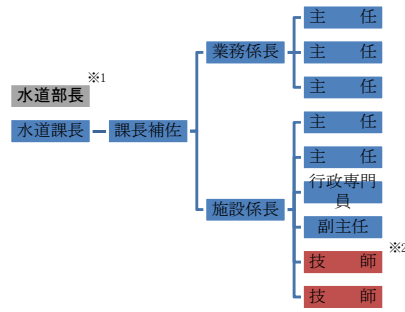 主　任
業務係長
主　任
※1
主　任
水道部長
水道課長
課長補佐
主　任
主　任
行政専門
員
施設係長
副主任
※2
技　師
技　師